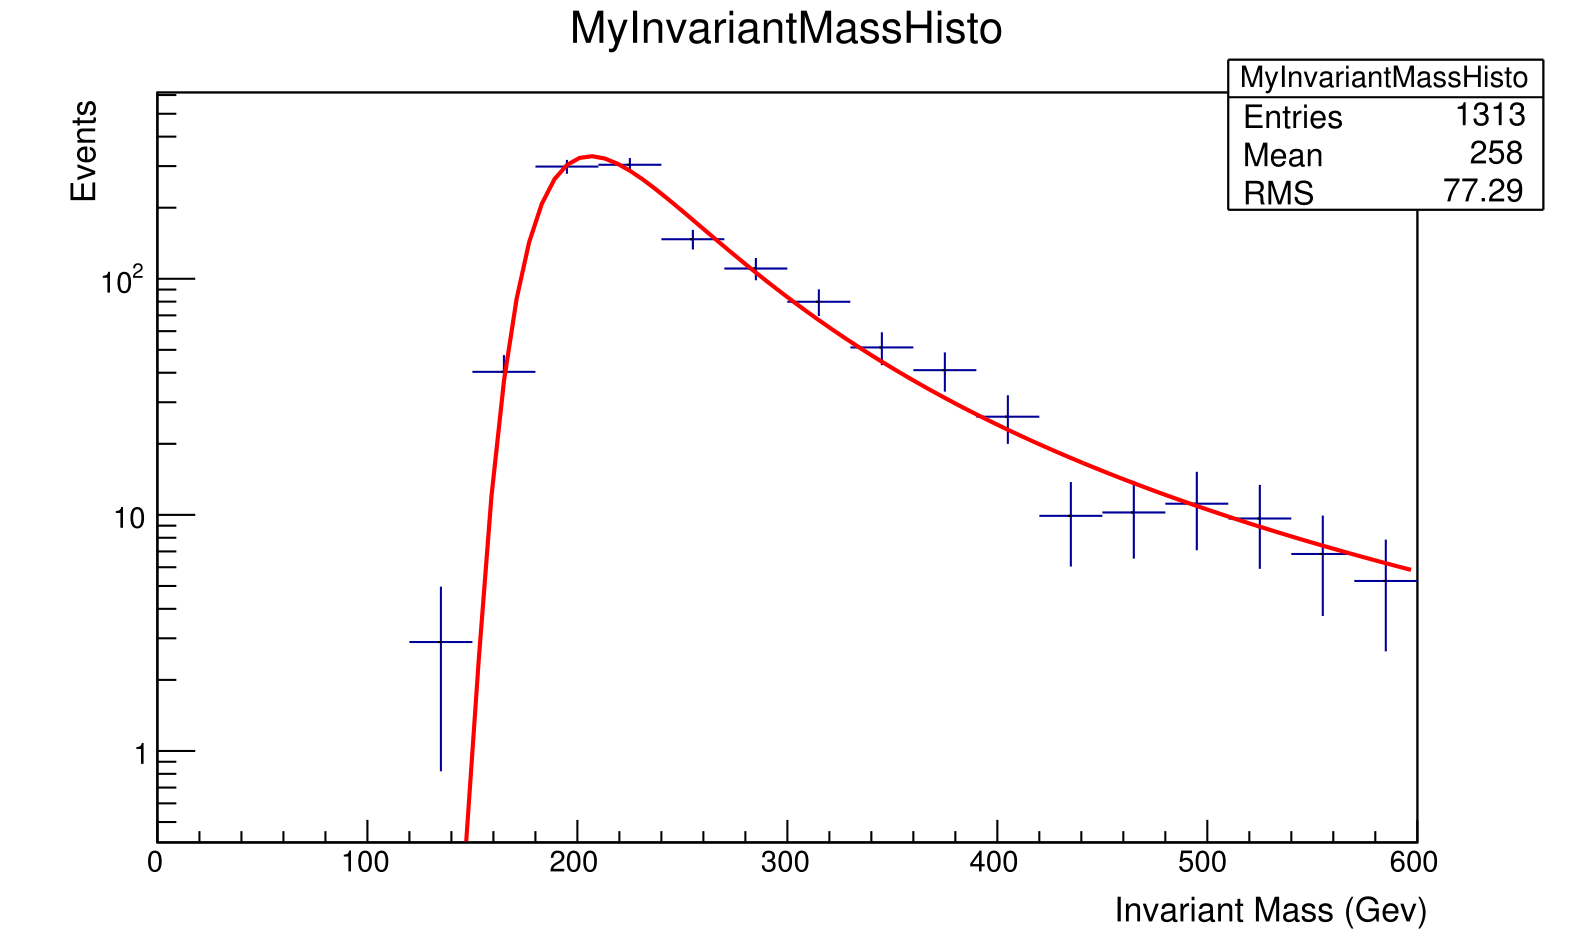 MyInvariantMassHisto
MyInvariantMassHisto
Entries 1313
Mean 258
RMS 77.29
Events
10²
10
1
0 100 200 300 400 500 600
Invariant Mass (Gev)